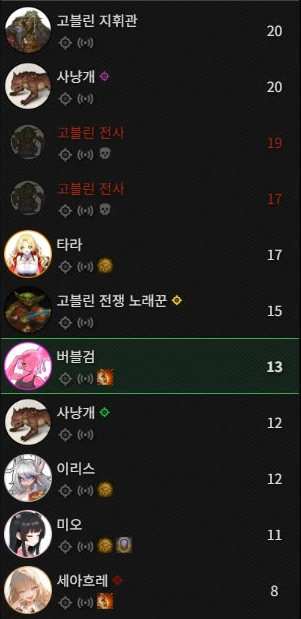 고블린 지휘관
20
사냥개
20
고블린 전사
19
고블린 전사
17
타라
17
고블린 전쟁 노래꾼
15
버블검
13
사냥개
12
이리스
12
미오
11
세아흐레
8